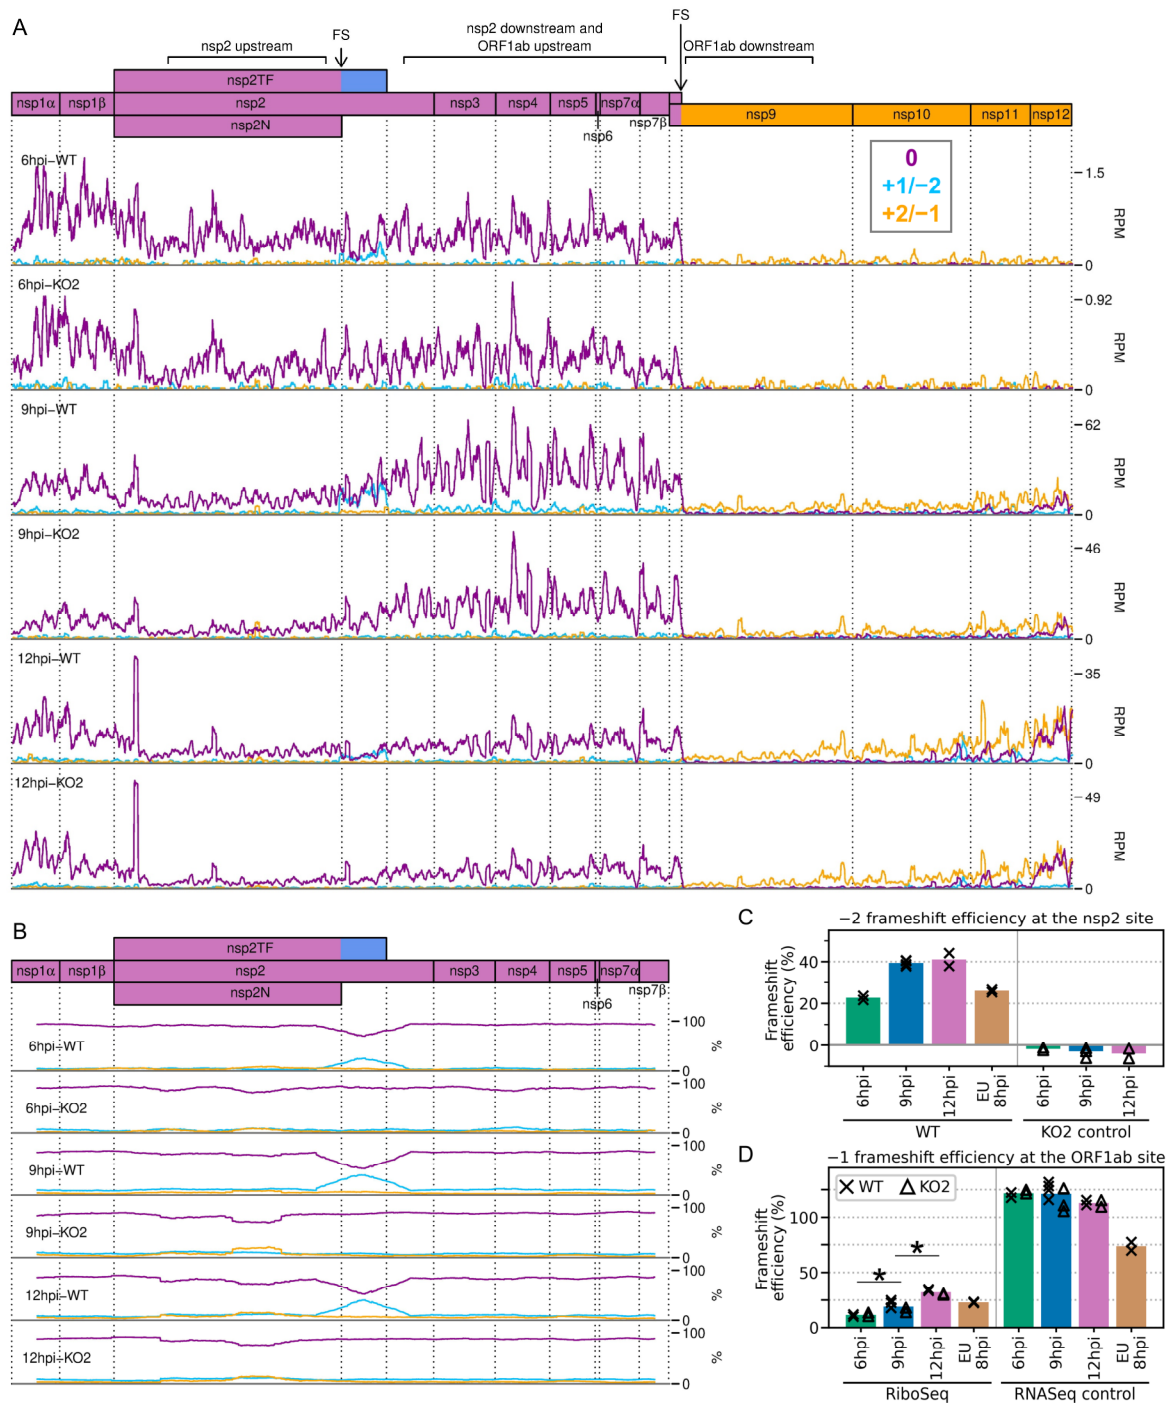 A
nsp2 upstream
FS
nsp2 downstream and
ORF1ab upstream
FS
ORF1ab downstream
nsp2TF
nsp1α nsp1β nsp2 nsp3 nsp4 nsp5 nsp7α
nsp9 nsp10 nsp11 nsp12
nsp2N
nsp6
nsp7β
0
+1/−2
+2/−1
6hpi−WT
1.5
RPM
0
6hpi−KO2
0.92
RPM
0
9hpi−WT
62
RPM
0
9hpi−KO2
46
RPM
0
12hpi−WT
35
RPM
0
12hpi−KO2
49
RPM
0
B
nsp2TF
nsp1α nsp1β nsp2 nsp3 nsp4 nsp5 nsp7α
nsp2N
nsp6
nsp7β
100
6hpi−WT
%
0
100
6hpi−KO2
%
0
100
9hpi−WT
%
0
100
9hpi−KO2
%
0
100
12hpi−WT
%
0
100
12hpi−KO2
%
0
C
−2 frameshift efficiency at the nsp2 site
Frameshift
efficiency (%)
40
20
0
6hpi
9hpi
12hpi
EU
8hpi
6hpi
9hpi
12hpi
WT
KO2 control
D
−1 frameshift efficiency at the ORF1ab site
WT KO2
Frameshift
efficiency (%)
100
50
0
*
*
6hpi
9hpi
12hpi
EU
8hpi
6hpi
9hpi
12hpi
EU
8hpi
RiboSeq
RNASeq control